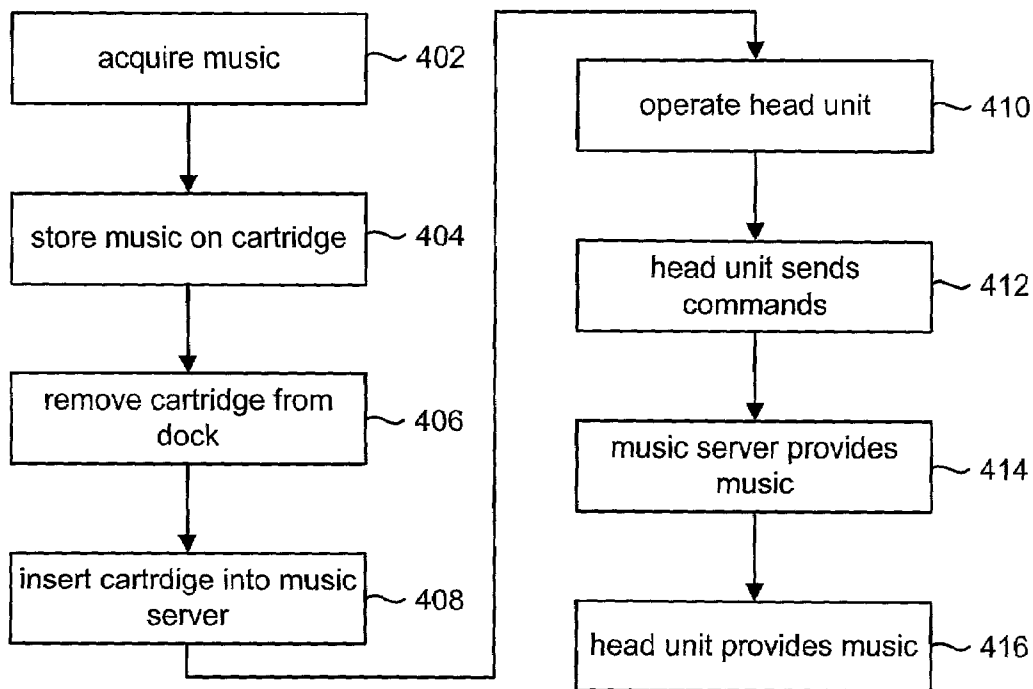 acquire music
402
store music on cartridge
404
remove cartridge from
dock
406
insert cartrdige into music
server
408
operate head unit
410
head unit sends
commands
412
music server provides
music
414
head unit provides music
416